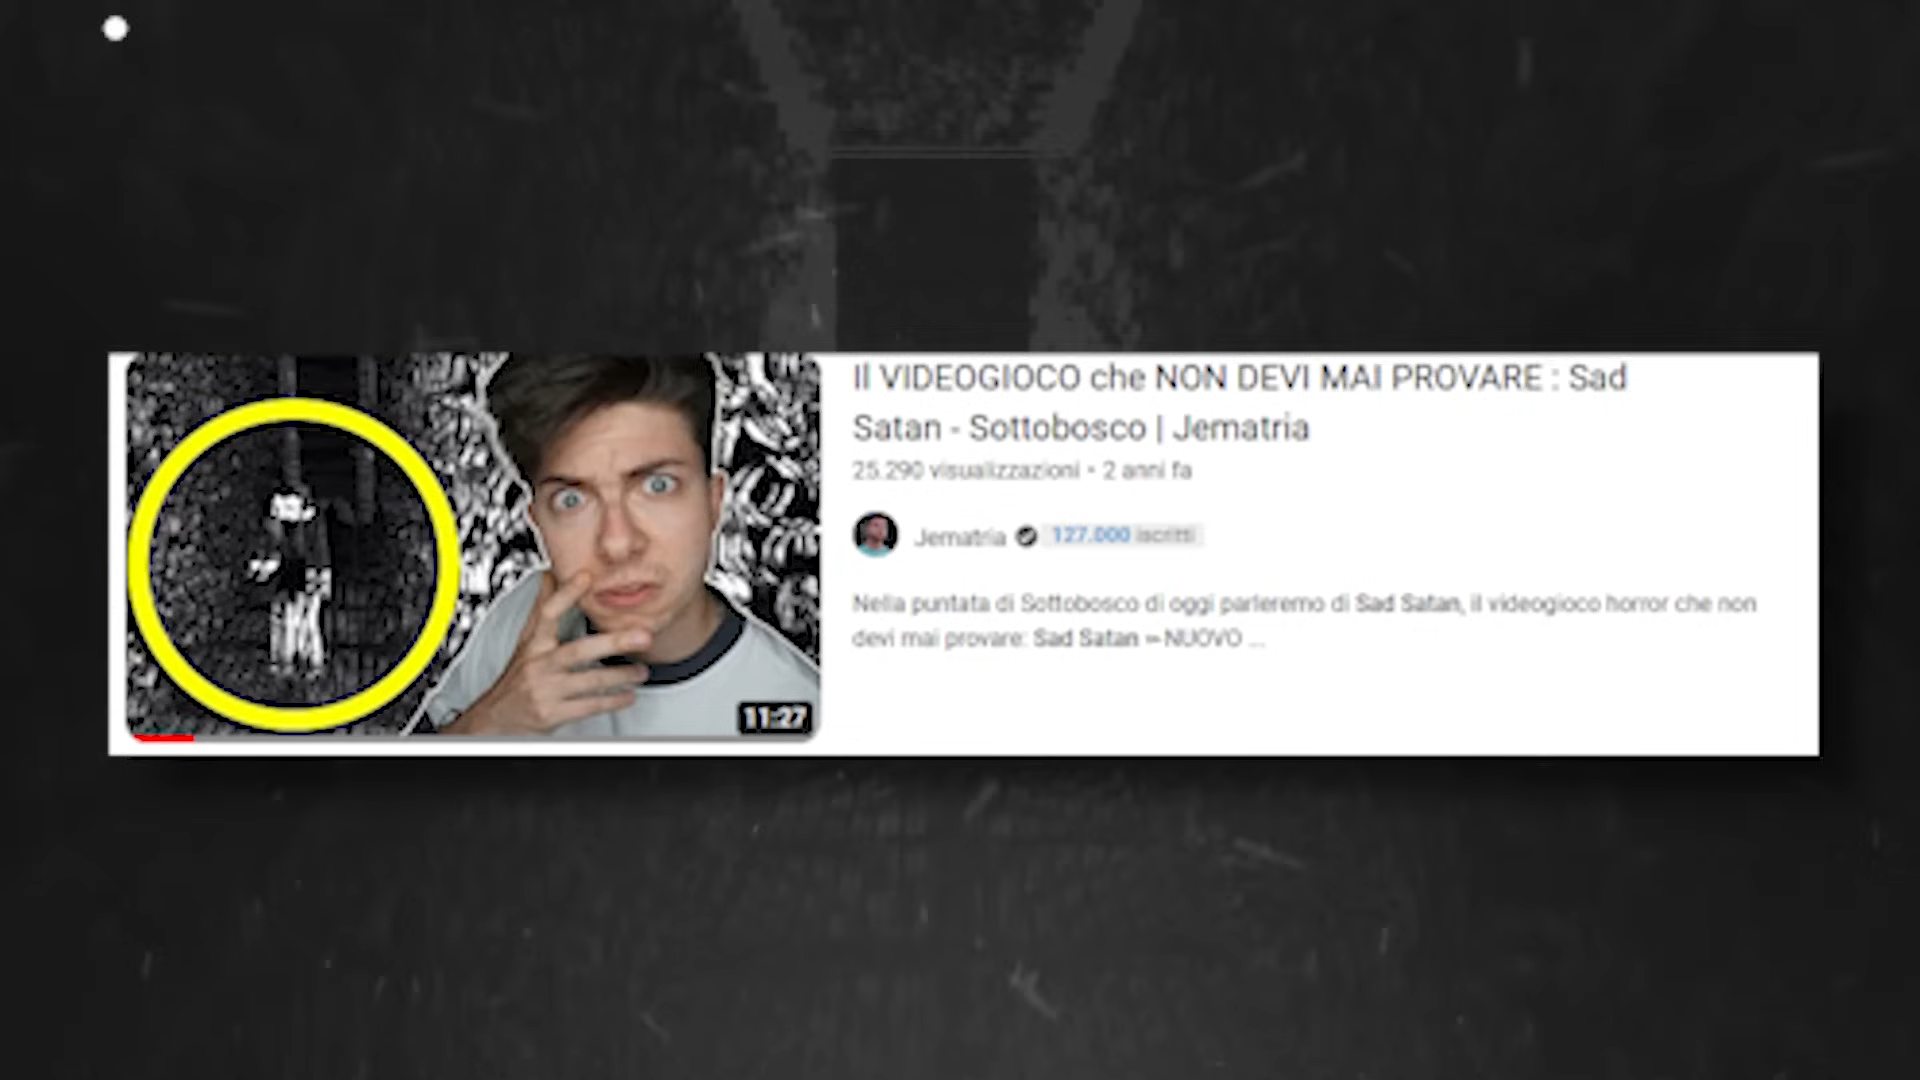 Il VIDEOGIOCO che NON DEVI MAI PROVARE : Sad
Satan - Sottobosco | Jematria
25.290 visualizzazioni • 2 anni fa
Jematria 127.000 iscritti
Nella puntata di Sottobosco di oggi parleremo di Sad Satan, il videogioco horror che non
devi mai provare: Sad Satan ➳ NUOVO ...
11:27